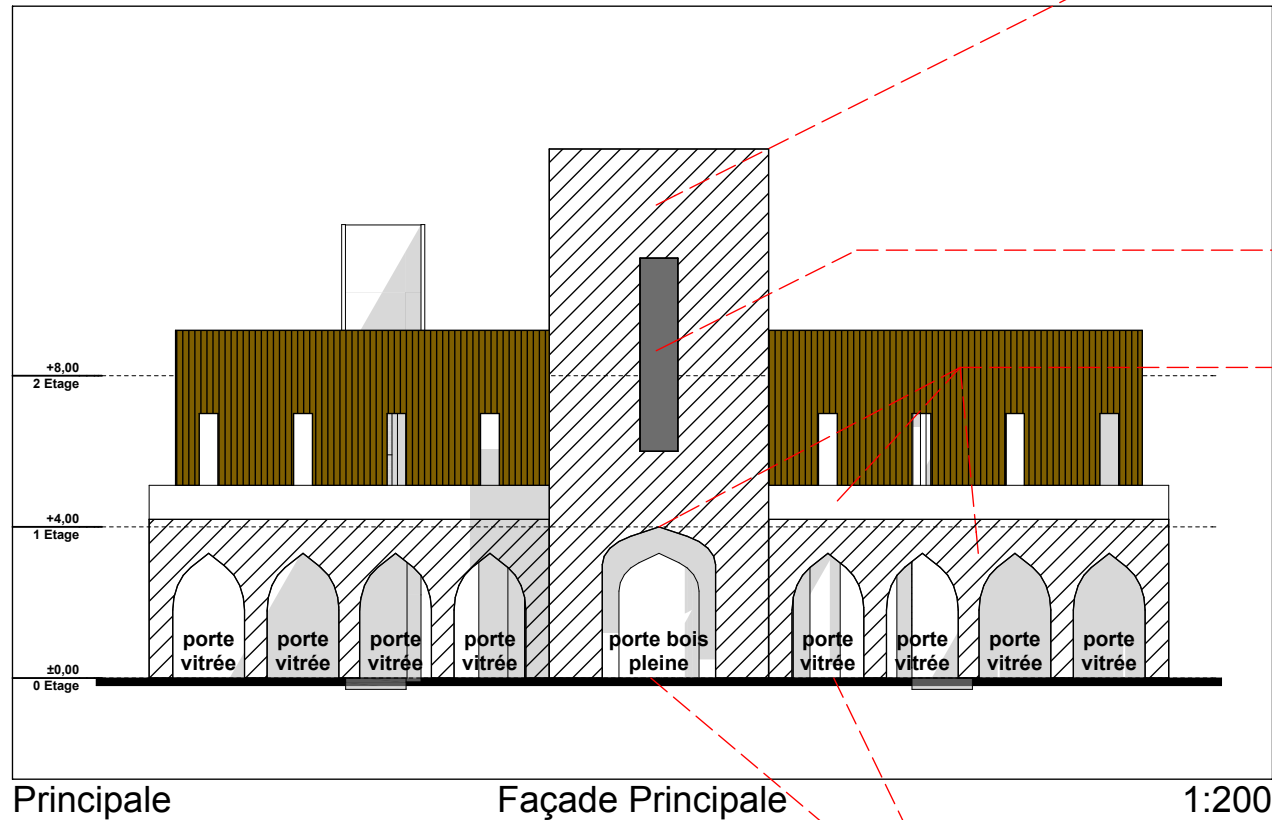 +8,00
2 Etage
+4,00
1 Etage
porte vitrée
porte vitrée
porte vitrée
porte vitrée
porte bois pleine
porte vitrée
porte vitrée
porte vitrée
porte vitrée
±0,00
0 Etage
Principale Façade Principale 1:200